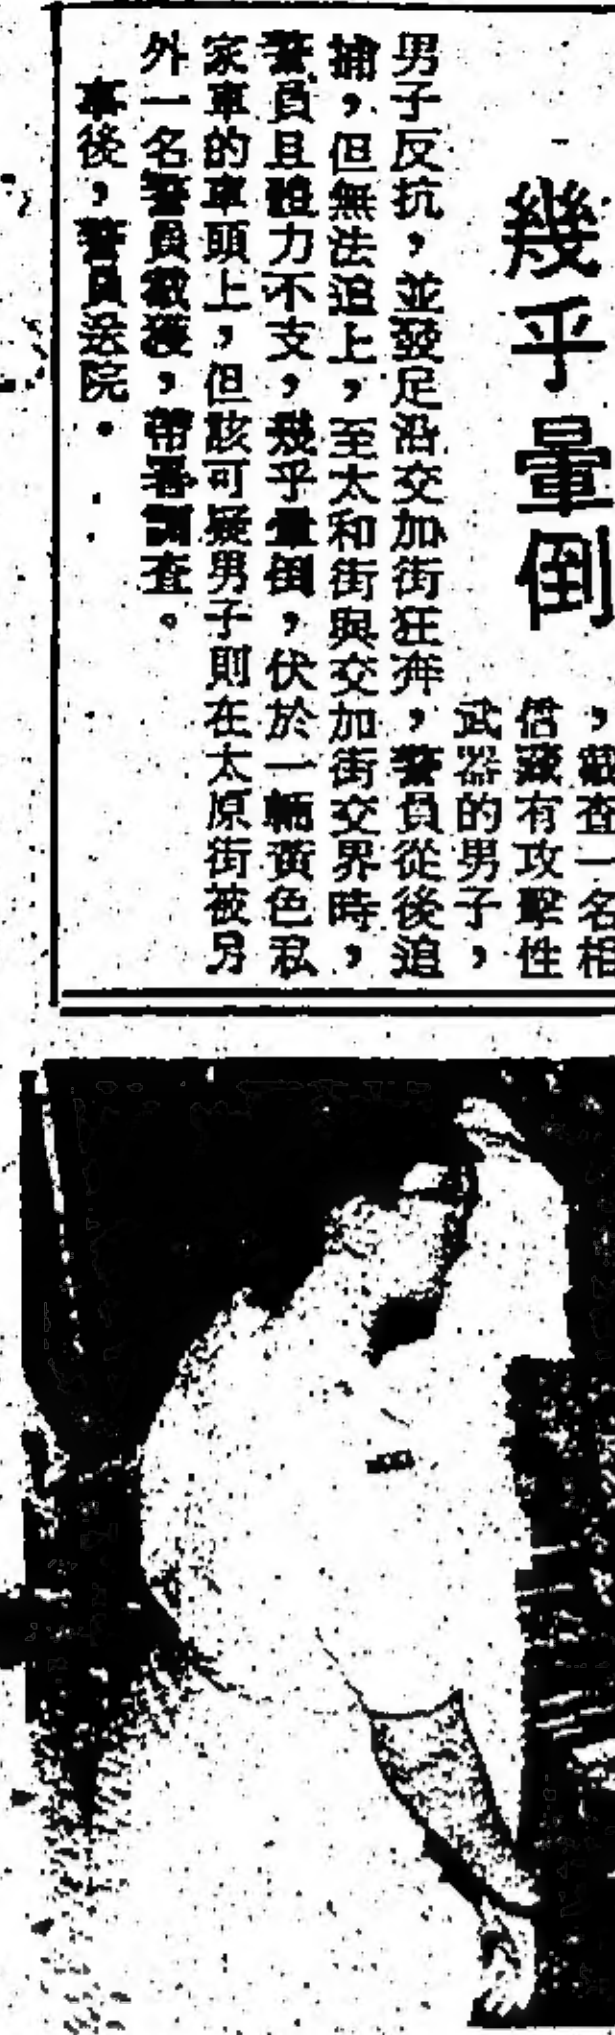 幾乎暈倒
，截查一名相
信藏有攻擊性
武器的男子，
男子反抗，並發足沿交加街狂奔，警員從後追
捕，但無法追上，至太和街與交加街交界時，
警員且體力不支，幾乎暈倒，伏於一輛黃色私
家車的車頭上，但該可疑男子則在太原街被另
外一名警員截獲，帶署調查。
事後，警員送院。